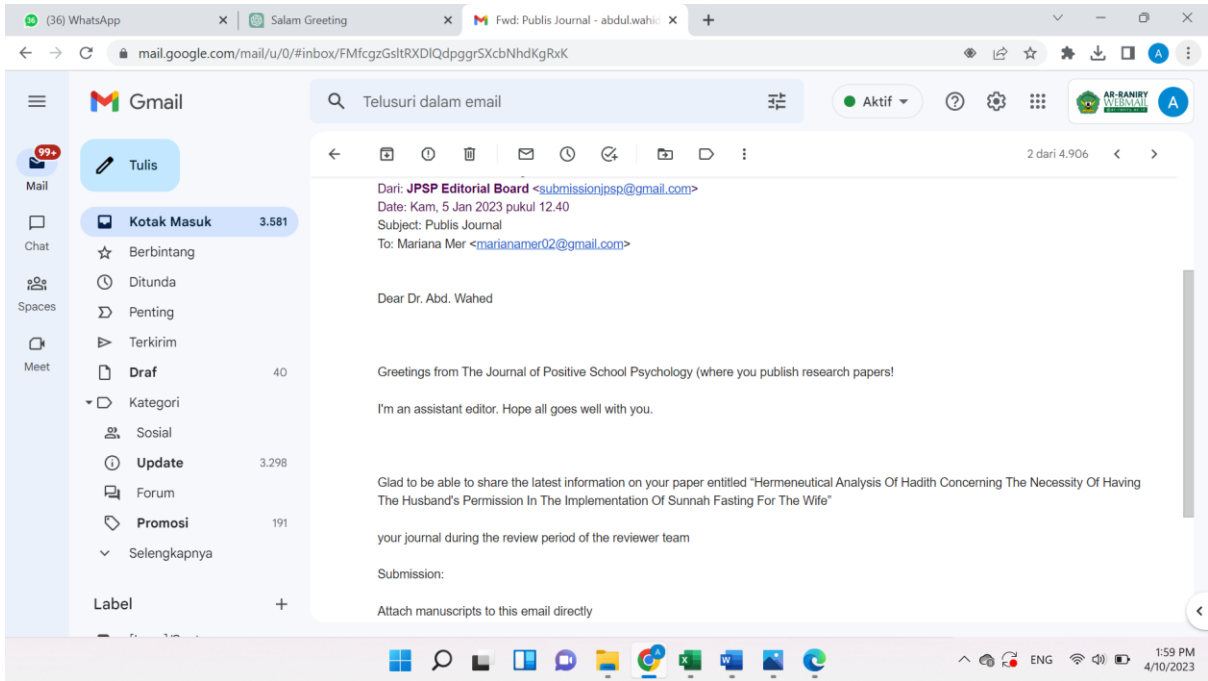 (36) WhatsApp
Salam Greeting
Fwd: Publis Journal - abdul.wahid
mail.google.com/mail/u/0/#inbox/FMfcgzGsltRXDlQdpggrSXcbNhdKgRxK
A
Gmail
Telusuri dalam email
Aktif
AR-RANIRY
WEBMAIL
A
99+
Mail
Chat
Spaces
Meet
Tulis
Kotak Masuk 3.581
Berbintang
Ditunda
Penting
Terkirim
Draf 40
Kategori
Sosial
Update 3.298
Forum
Promosi 191
Selengkapnya
Label
2 dari 4.906
Dari: JPSP Editorial Board <submissionjpsp@gmail.com>
Date: Kam, 5 Jan 2023 pukul 12.40
Subject: Publis Journal
To: Mariana Mer <marianamer02@gmail.com>
Dear Dr. Abd. Wahed
Greetings from The Journal of Positive School Psychology (where you publish research papers!
I'm an assistant editor. Hope all goes well with you.
Glad to be able to share the latest information on your paper entitled “Hermeneutical Analysis Of Hadith Concerning The Necessity Of Having
The Husband's Permission In The Implementation Of Sunnah Fasting For The Wife”
your journal during the review period of the reviewer team
Submission:
Attach manuscripts to this email directly
ENG
1:59 PM
4/10/2023